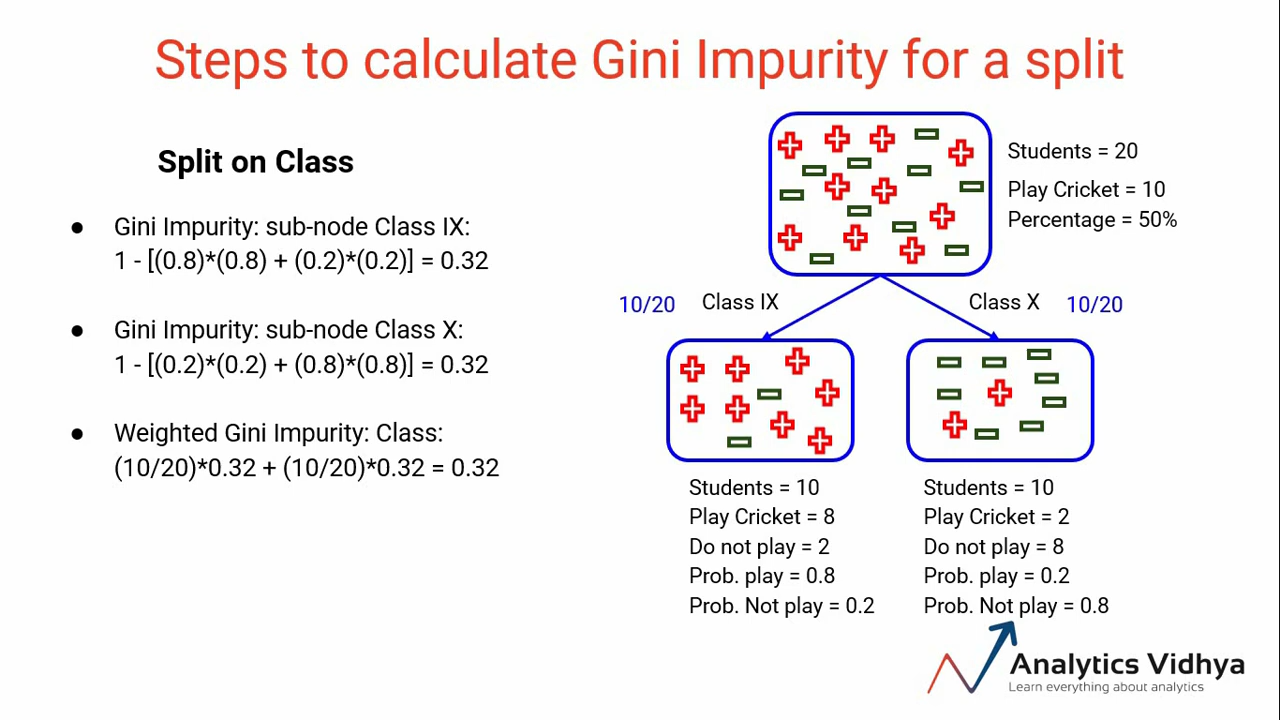 Steps to calculate Gini Impurity for a split
Split on Class
● Gini Impurity: sub-node Class IX:
1 - [(0.8)*(0.8) + (0.2)*(0.2)] = 0.32
● Gini Impurity: sub-node Class X:
1 - [(0.2)*(0.2) + (0.8)*(0.8)] = 0.32
● Weighted Gini Impurity: Class:
(10/20)*0.32 + (10/20)*0.32 = 0.32
Students = 20
Play Cricket = 10
Percentage = 50%
10/20 Class IX
Class X 10/20
Students = 10
Play Cricket = 8
Do not play = 2
Prob. play = 0.8
Prob. Not play = 0.2
Students = 10
Play Cricket = 2
Do not play = 8
Prob. play = 0.2
Prob. Not play = 0.8
Analytics Vidhya
Learn everything about analytics